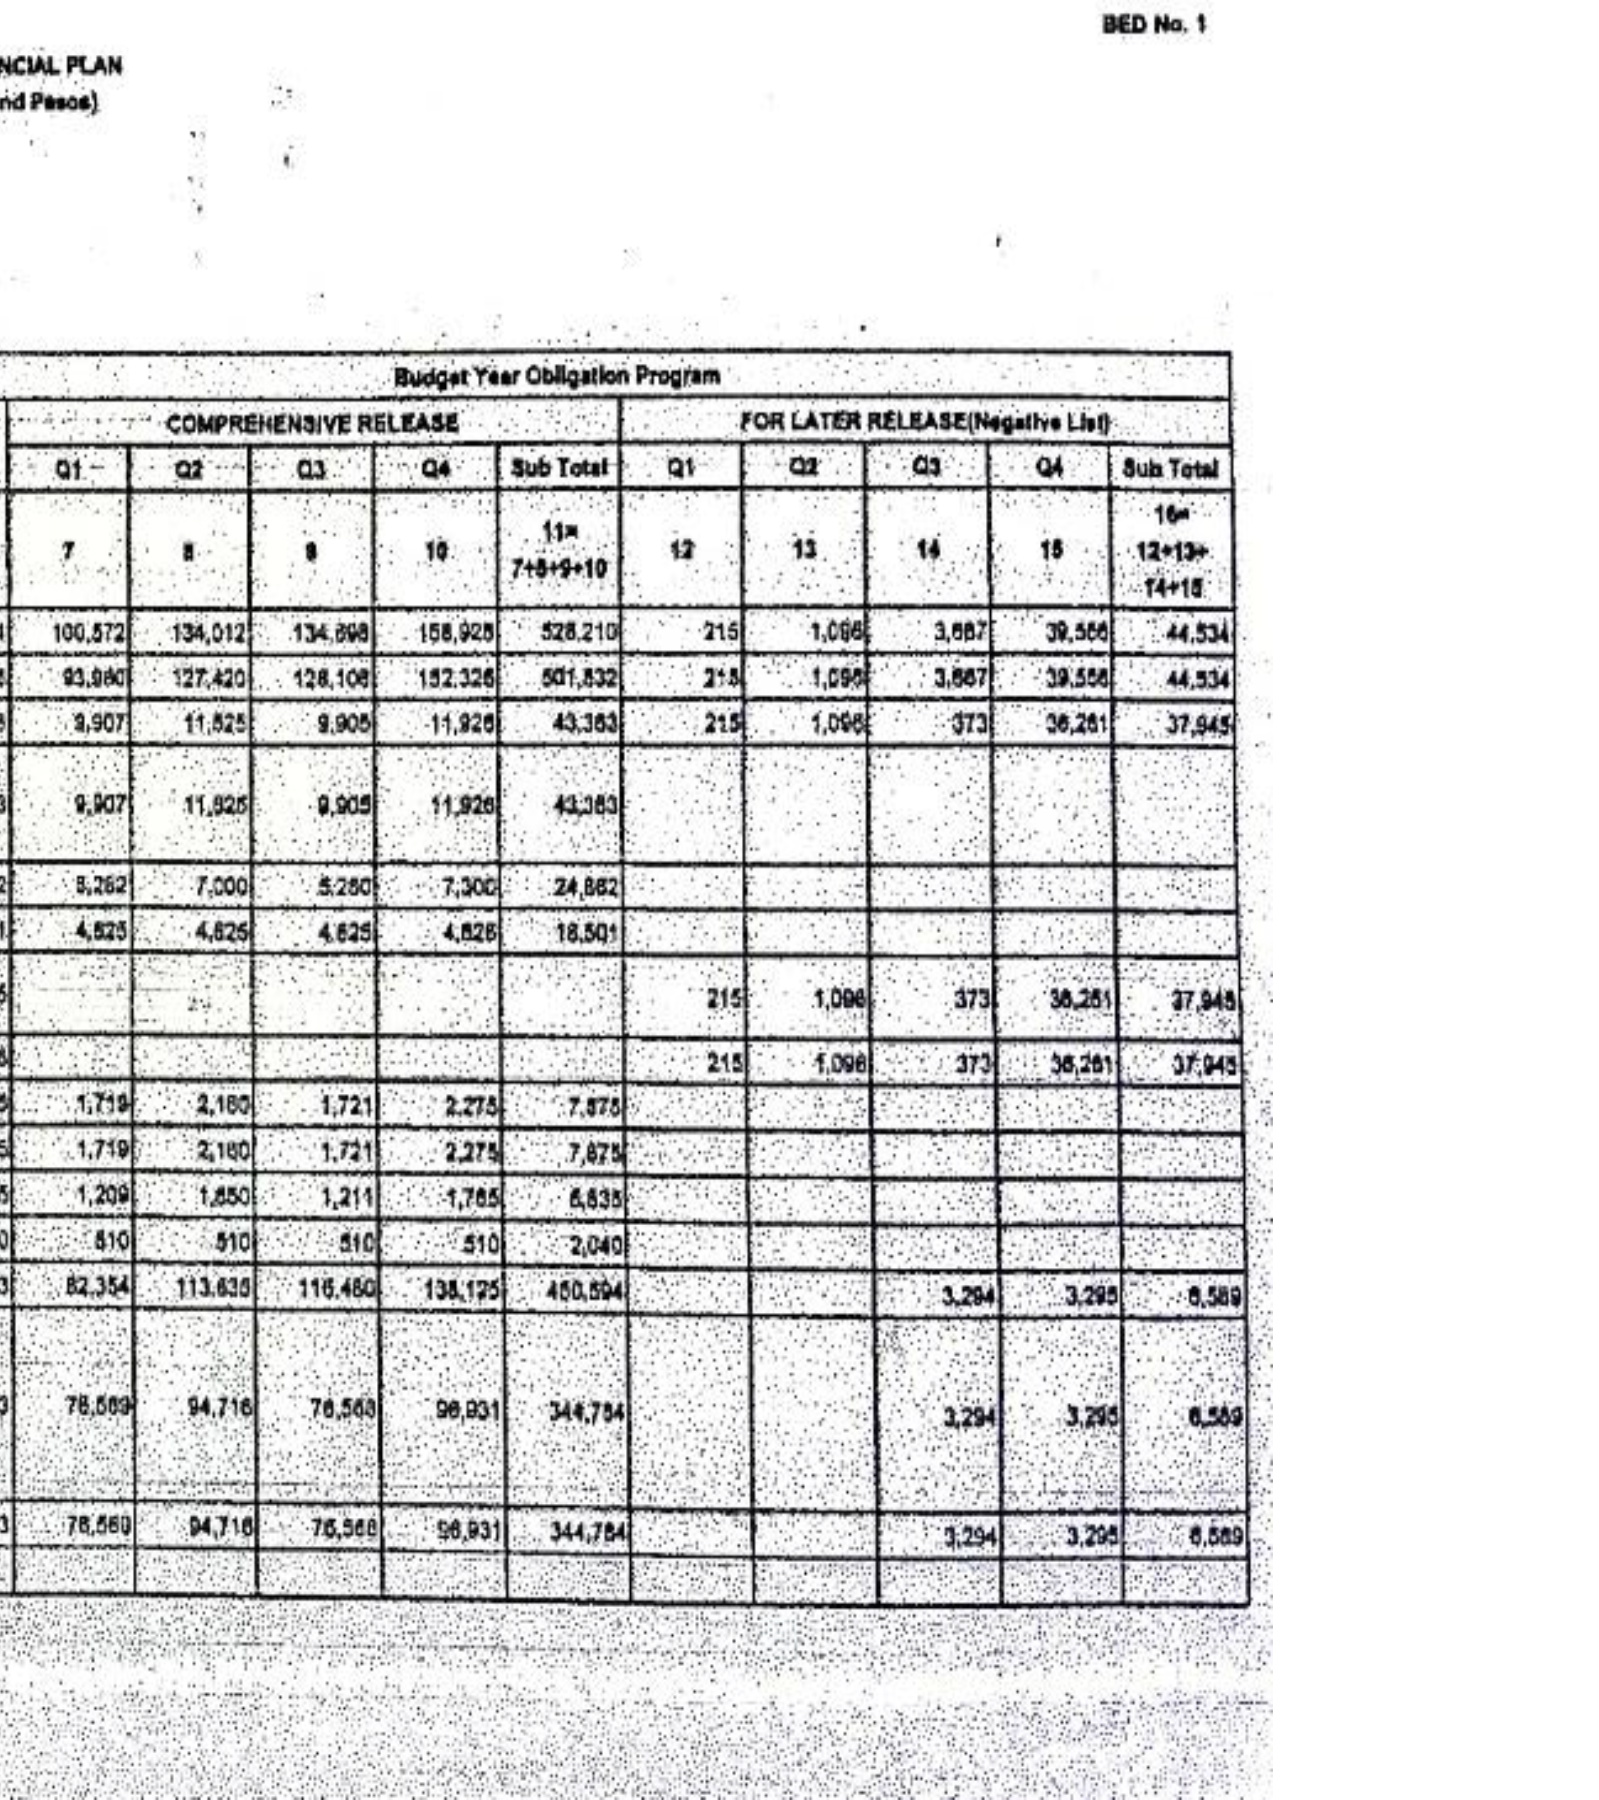 BED No. 1
NCIAL PLAN
nd Pesos)
Budget Year Obligation Program
COMPREHENSIVE RELEASE FOR LATER RELEASE(Negative List)
Q1 Q2 Q3 Q4 Sub Total Q1 Q2 Q3 Q4 Sub Total
7 8 9 10 11= 7+8+9+10 12 13 14 15 16= 12+13+ 14+15
100,572 134,012 134,698 158,928 528,210 215 1,096 3,667 39,556 44,534
93,980 127,420 128,106 152,326 501,832 215 1,096 3,667 39,556 44,534
9,907 11,625 9,905 11,926 43,363 215 1,096 373 36,261 37,945
9,907 11,625 9,905 11,926 43,363
5,282 7,000 5,280 7,300 24,862
4,625 4,625 4,625 4,626 18,501
215 1,096 373 36,261 37,945
215 1,096 373 36,261 37,945
1,719 2,160 1,721 2,275 7,875
1,719 2,160 1,721 2,275 7,875
1,209 1,650 1,211 1,765 5,835
510 510 510 510 2,040
82,354 113,635 116,480 138,125 450,594 3,294 3,295 6,589
76,569 94,716 76,568 96,931 344,784 3,294 3,295 6,589
76,569 94,716 76,568 96,931 344,784 3,294 3,295 6,589